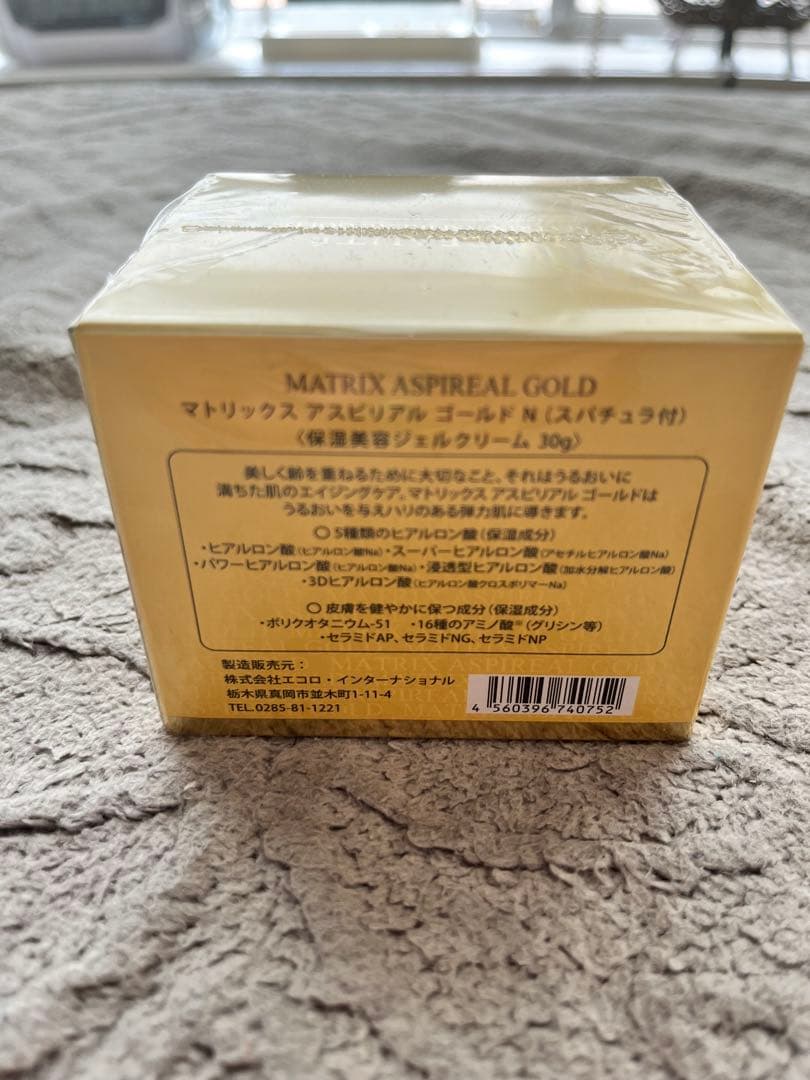 MATRIX ASPIREAL GOLD
マトリックス アスピリアル ゴールド N（スパチュラ付）
〈保湿美容ジェルクリーム 30g〉
美しく齢を重ねるために大切なこと、それはうるおいに
満ちた肌のエイジングケア。マトリックス アスピリアル ゴールドは
うるおいを与えハリのある弾力肌に導きます。
〇 5種類のヒアルロン酸（保湿成分）
・ヒアルロン酸（ヒアルロン酸Na）・スーパーヒアルロン酸（アセチルヒアルロン酸Na）
・パワーヒアルロン酸（ヒアルロン酸Na）・浸透型ヒアルロン酸（加水分解ヒアルロン酸）
・3Dヒアルロン酸（ヒアルロン酸クロスポリマーNa）
〇 皮膚を健やかに保つ成分（保湿成分）
・ポリクオタニウム-51 ・16種のアミノ酸※（グリシン等）
・セラミドAP、セラミドNG、セラミドNP
MATRIX ASPIREAL GOLD
製造販売元：
株式会社エコロ・インターナショナル
栃木県真岡市並木町1-11-4
TEL.0285-81-1221
4 560396 740752